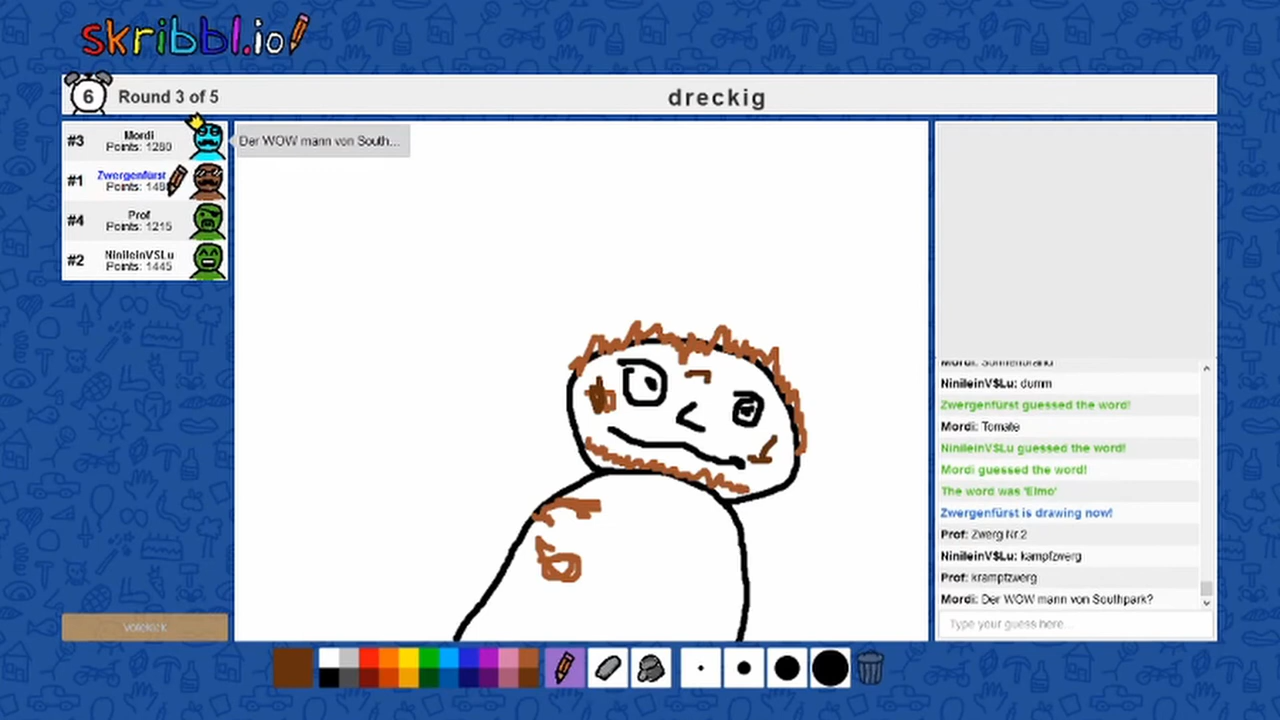 skribbl.io
6
Round 3 of 5
dreckig
#3
Mordi
Points: 1280
Der WOW mann von South...
#1
Zwergenfürst
#4
Prof
Points: 1215
#2
NinileinV$Lu
Points: 1445
Votekick
NinileinV$Lu: dumm
Zwergenfürst guessed the word!
Mordi: Tomate
NinileinV$Lu guessed the word!
Mordi guessed the word!
The word was 'Elmo'
Zwergenfürst is drawing now!
Prof: Zwerg Nr.2
NinileinV$Lu: kampfzwerg
Prof: krampfzwerg
Mordi: Der WOW mann von Southpark?
Type your guess here...